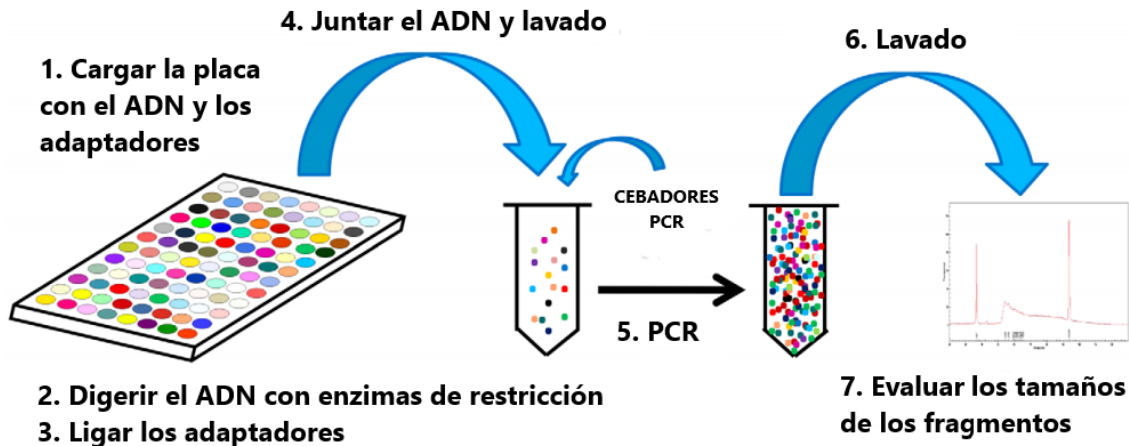 4. Juntar el ADN y lavado
6. Lavado
1. Cargar la placa
con el ADN y los
adaptadores
CEBADORES
PCR
5. PCR
2. Digerir el ADN con enzimas de restricción
3. Ligar los adaptadores
7. Evaluar los tamaños
de los fragmentos